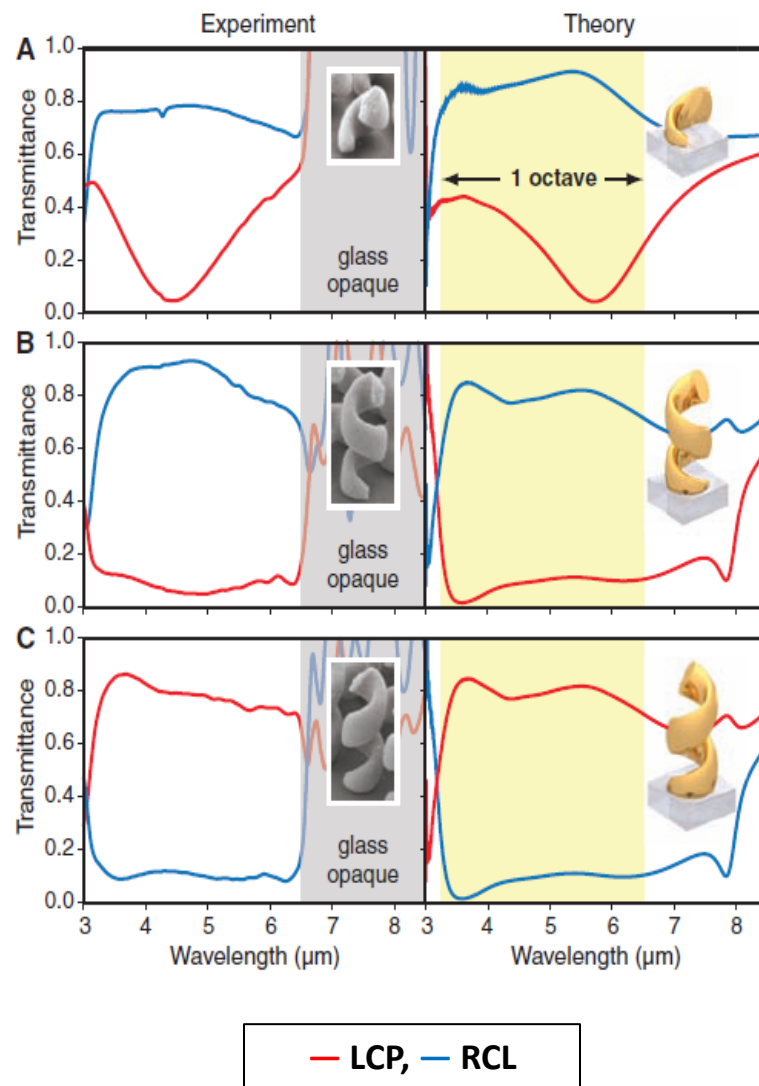 Experiment Theory
A
1.0
0.8
0.6
0.4
0.2
0.0
Transmittance
glass
opaque
1 octave
B
1.0
0.8
0.6
0.4
0.2
0.0
Transmittance
glass
opaque
C
1.0
0.8
0.6
0.4
0.2
0.0
Transmittance
glass
opaque
3 4 5 6 7 8 3 4 5 6 7 8
Wavelength (µm) Wavelength (µm)
LCP, RCL